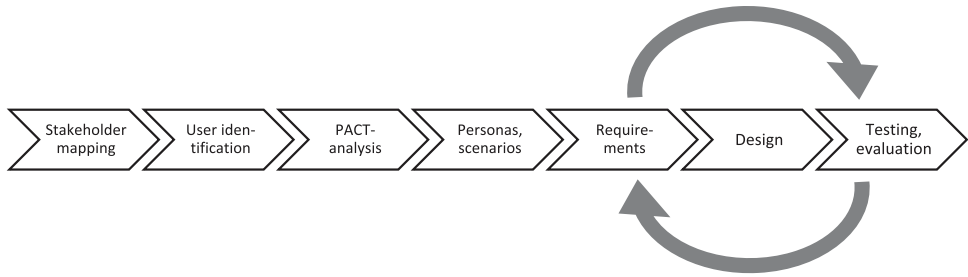 Stakeholder
mapping
User iden-
tification
PACT-
analysis
Personas,
scenarios
Require-
ments
Design
Testing,
evaluation